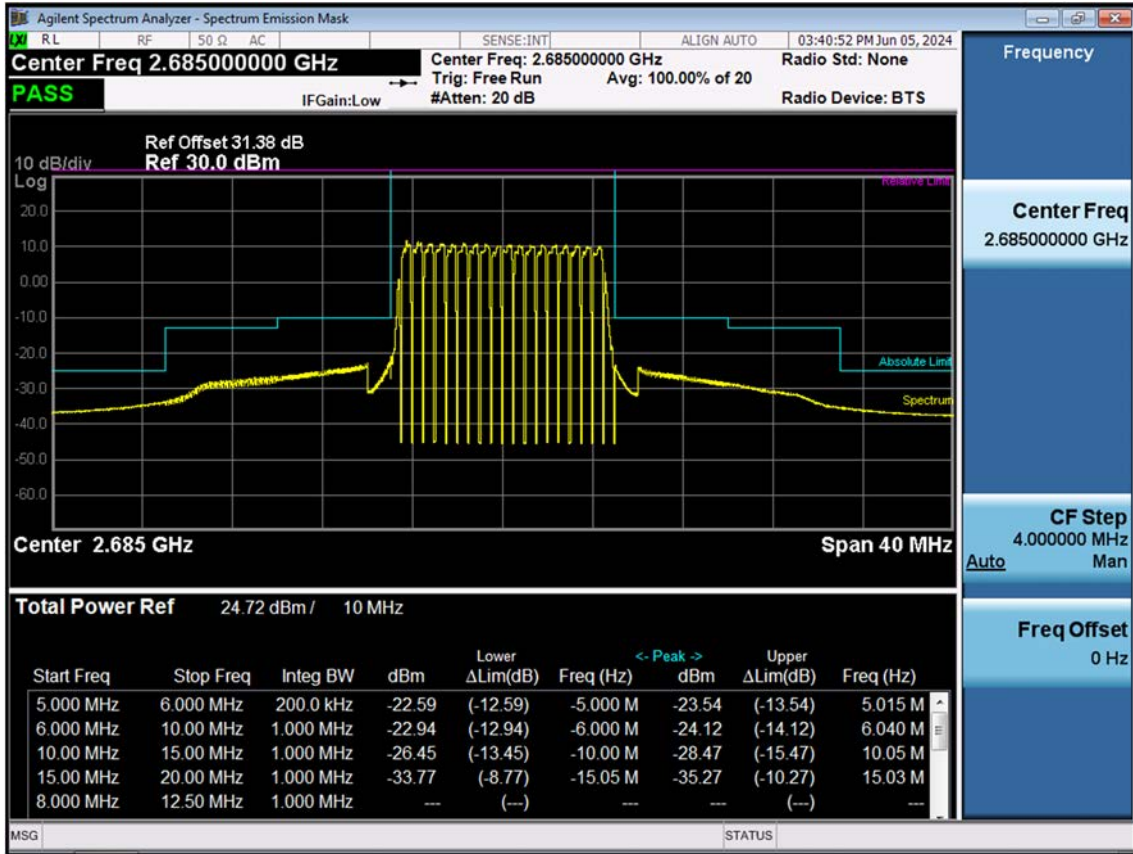 Agilent Spectrum Analyzer - Spectrum Emission Mask
LXI RL RF 50 Ω AC SENSE:INT ALIGN AUTO 03:40:52 PM Jun 05, 2024
Center Freq 2.685000000 GHz
Center Freq: 2.685000000 GHz Radio Std: None
Trig: Free Run Avg: 100.00% of 20
PASS IFGain:Low #Atten: 20 dB Radio Device: BTS
Ref Offset 31.38 dB
10 dB/div Ref 30.0 dBm
Log
Relative Limit
20.0
10.0
0.00
-10.0
-20.0
Absolute Limit
-30.0
Spectrum
-40.0
-50.0
-60.0
Center 2.685 GHz Span 40 MHz
Total Power Ref 24.72 dBm / 10 MHz
Lower <- Peak -> Upper
Start Freq Stop Freq Integ BW dBm ΔLim(dB) Freq (Hz) dBm ΔLim(dB) Freq (Hz)
5.000 MHz 6.000 MHz 200.0 kHz -22.59 (-12.59) -5.000 M -23.54 (-13.54) 5.015 M
6.000 MHz 10.00 MHz 1.000 MHz -22.94 (-12.94) -6.000 M -24.12 (-14.12) 6.040 M
10.00 MHz 15.00 MHz 1.000 MHz -26.45 (-13.45) -10.00 M -28.47 (-15.47) 10.05 M
15.00 MHz 20.00 MHz 1.000 MHz -33.77 (-8.77) -15.05 M -35.27 (-10.27) 15.03 M
8.000 MHz 12.50 MHz 1.000 MHz --- (---) --- --- (---) ---
MSG STATUS
Frequency
Center Freq
2.685000000 GHz
CF Step
4.000000 MHz
Auto Man
Freq Offset
0 Hz